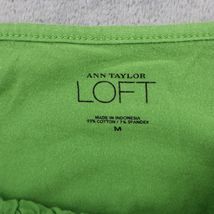 ANN TAYLOR
LOFT
MADE IN INDONESIA
93% COTTON / 7% SPANDEX
M